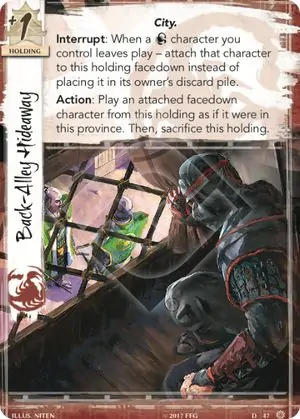 +1
HOLDING
City.
Interrupt: When a character you
control leaves play – attach that character
to this holding facedown instead of
placing it in its owner's discard pile.
Action: Play an attached facedown
character from this holding as if it were in
this province. Then, sacrifice this holding.
Back-Alley Hideaway
ILLUS. NITEN
© 2017 FFG
D 47